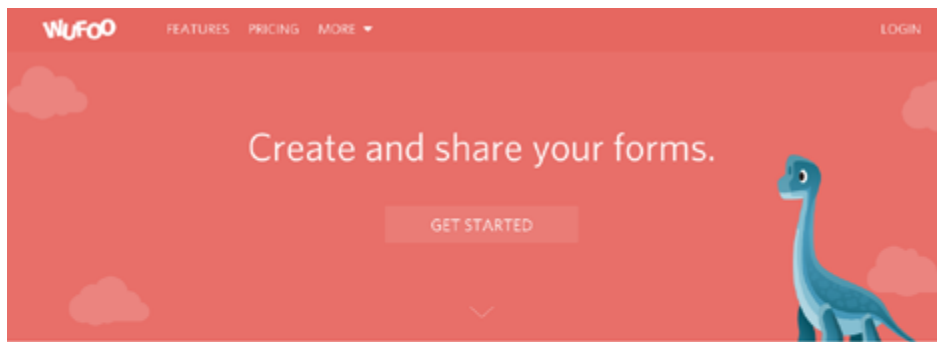 WUFOO FEATURES PRICING MORE LOGIN
Create and share your forms.
GET STARTED